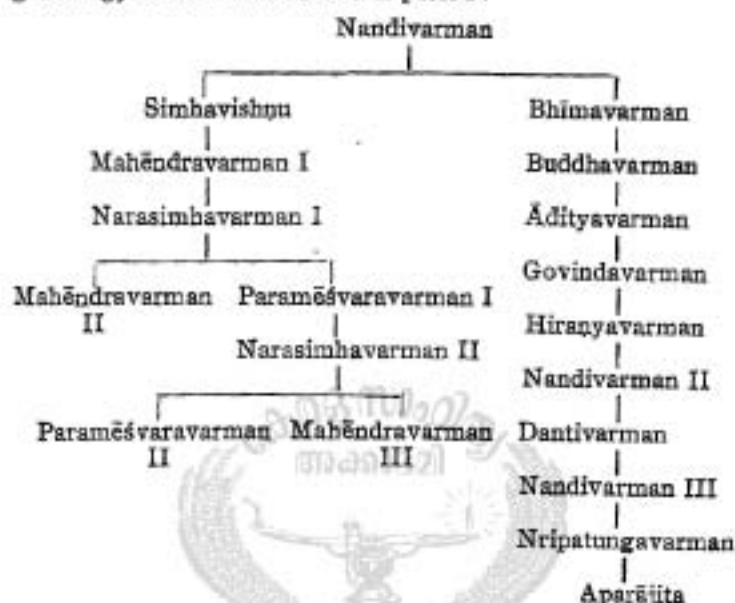 Nandivarman
Simhavishṇu Bhīmavarman
Mahēndravarman I Buddhavarman
Narasimhavarman I Ādityavarman
Govindavarman
Mahēndravarman II Paramēśvaravarman I
Hiraṇyavarman
Narasimhavarman II
Nandivarman II
Paramēśvaravarman II Mahēndravarman III Dantivarman
Nandivarman III
Nripatungavarman
Aparājita